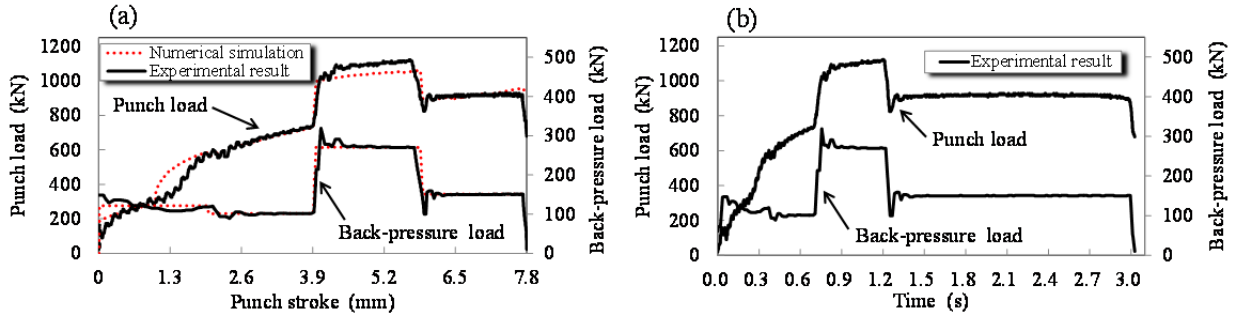 (a)
Punch load (kN)
1200
1000
800
600
400
200
0
Numerical simulation
Experimental result
Punch load
Back-pressure load
500
400
300
200
100
0
Back-pressure load (kN)
0
1.3
2.6
3.9
5.2
6.5
7.8
Punch stroke (mm)
(b)
Punch load (kN)
1200
1000
800
600
400
200
0
Experimental result
Punch load
Back-pressure load
500
400
300
200
100
0
Back-pressure load (kN)
0.0
0.3
0.6
0.9
1.2
1.5
1.8
2.1
2.4
2.7
3.0
Time (s)